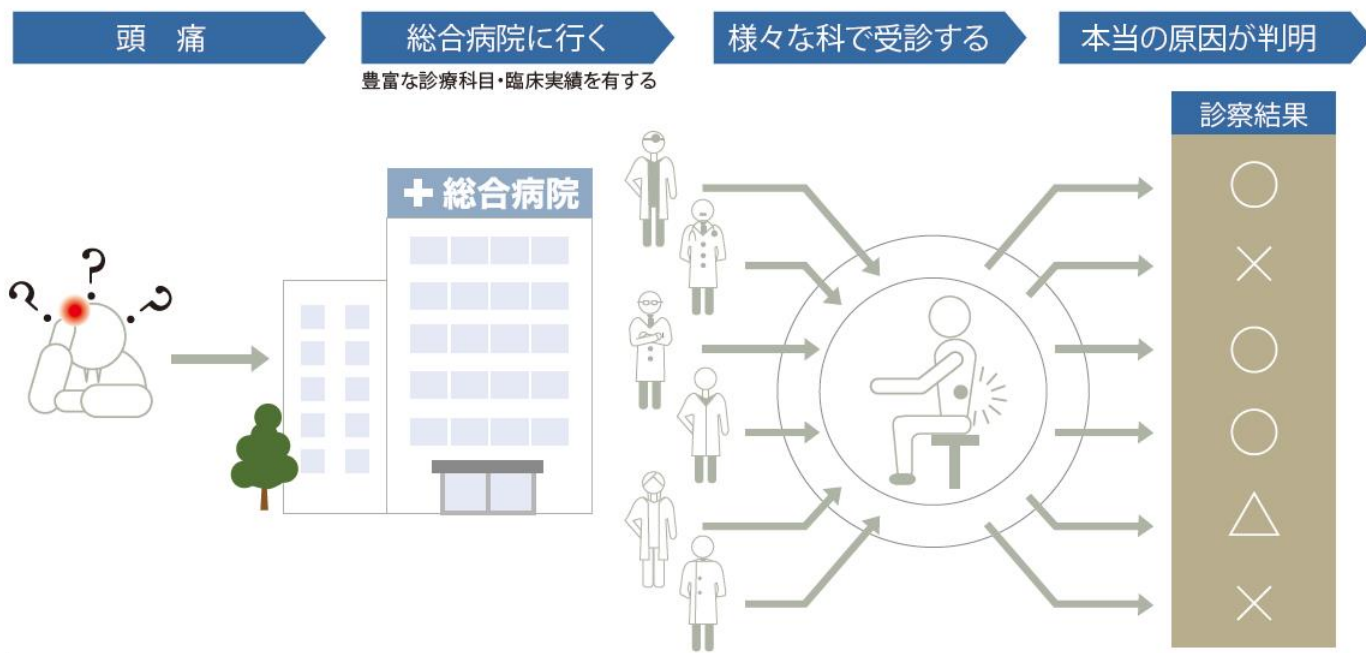 頭 痛
総合病院に行く
様々な科で受診する
本当の原因が判明
豊富な診療科目・臨床実績を有する
診察結果
総合病院
? ? ?
○
×
○
○
△
×